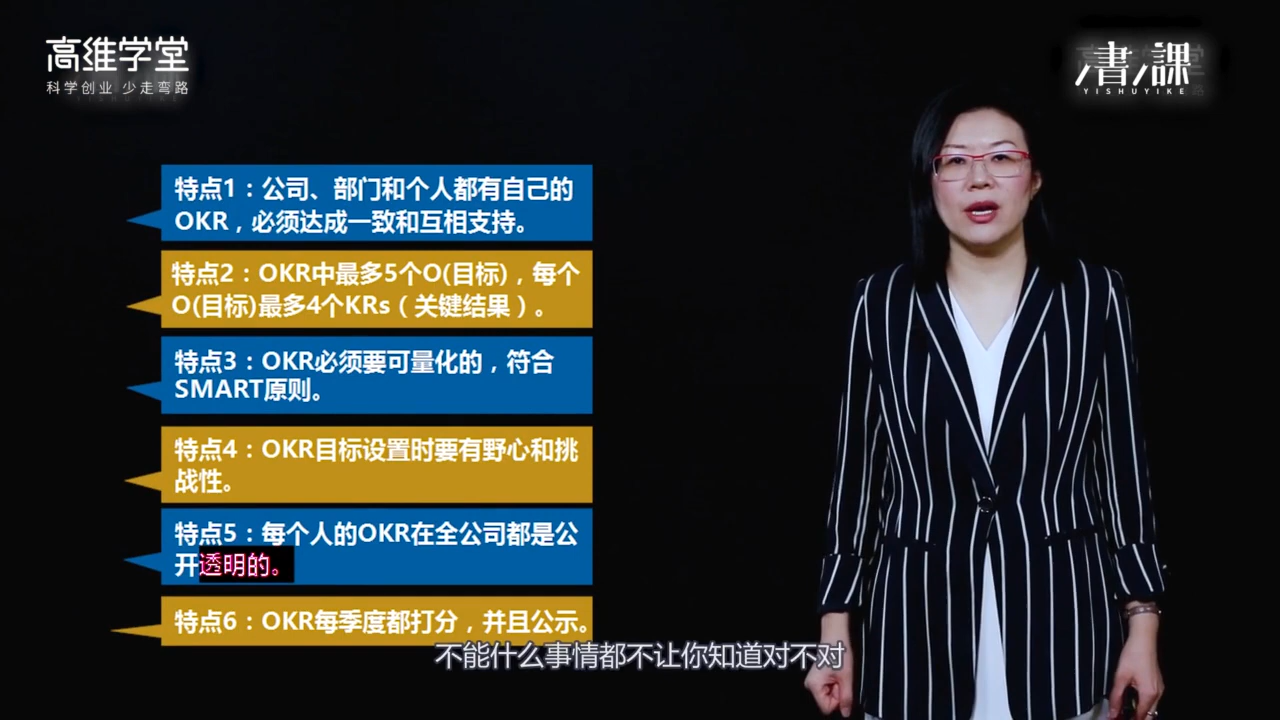 高维学堂
科学创业 少走弯路
一書一課
YISHUYIKE
特点1：公司、部门和个人都有自己的
OKR，必须达成一致和互相支持。
特点2：OKR中最多5个O(目标)，每个
O(目标)最多4个KRs（关键结果）。
特点3：OKR必须要可量化的，符合
SMART原则。
特点4：OKR目标设置时要有野心和挑
战性。
特点5：每个人的OKR在全公司都是公
开透明的。
特点6：OKR每季度都打分，并且公示。
不能什么事情都不让你知道对不对